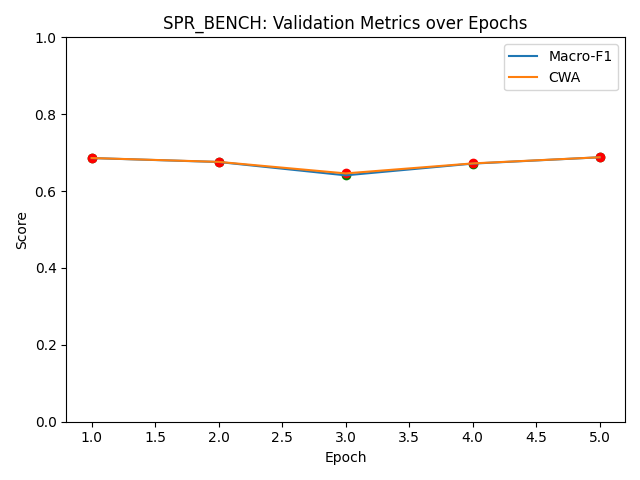 SPR_BENCH: Validation Metrics over Epochs
Macro-F1
CWA
Score
1.0
0.8
0.6
0.4
0.2
0.0
1.0 1.5 2.0 2.5 3.0 3.5 4.0 4.5 5.0
Epoch